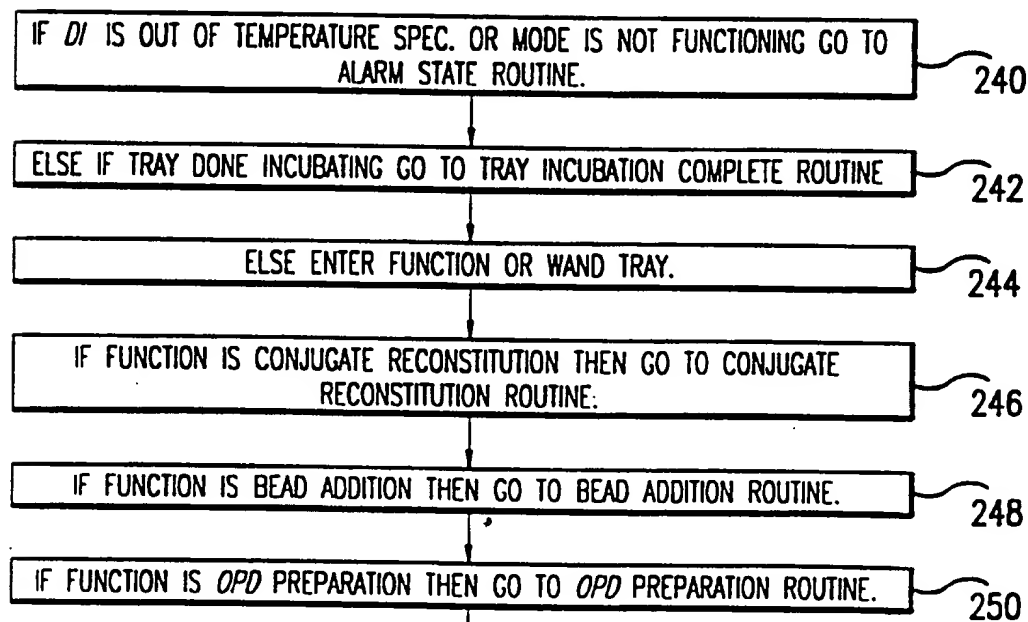 IF DI IS OUT OF TEMPERATURE SPEC. OR MODE IS NOT FUNCTIONING GO TO
ALARM STATE ROUTINE.
240
ELSE IF TRAY DONE INCUBATING GO TO TRAY INCUBATION COMPLETE ROUTINE
242
ELSE ENTER FUNCTION OR WAND TRAY.
244
IF FUNCTION IS CONJUGATE RECONSTITUTION THEN GO TO CONJUGATE
RECONSTITUTION ROUTINE.
246
IF FUNCTION IS BEAD ADDITION THEN GO TO BEAD ADDITION ROUTINE.
248
IF FUNCTION IS OPD PREPARATION THEN GO TO OPD PREPARATION ROUTINE.
250